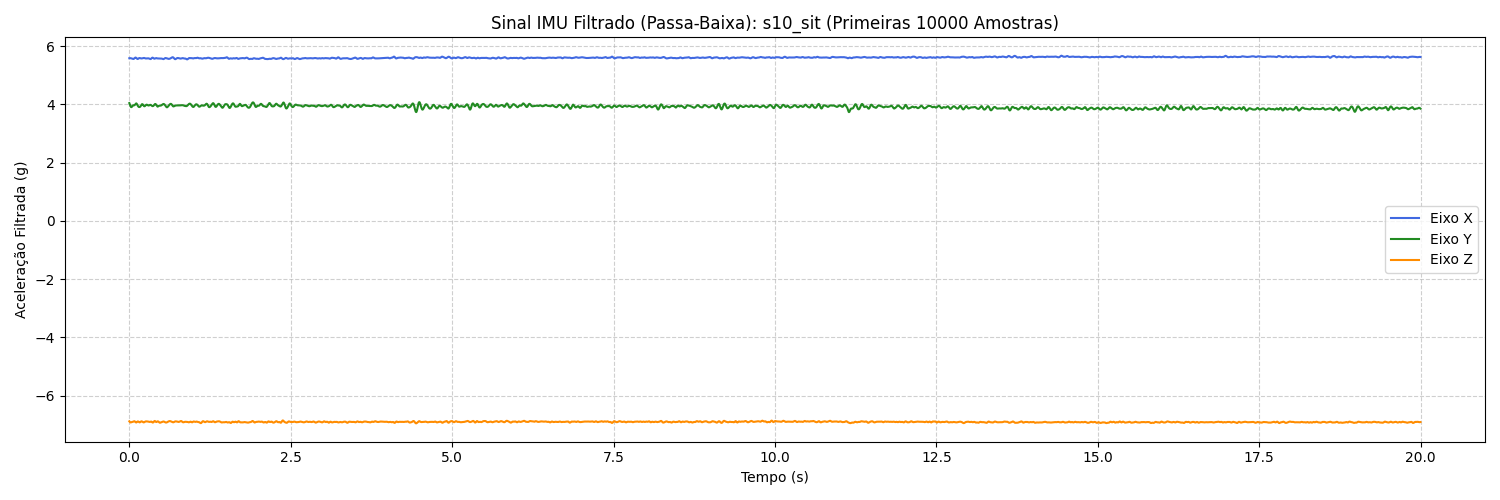 Sinal IMU Filtrado (Passa-Baixa): s10_sit (Primeiras 10000 Amostras)
Aceleração Filtrada (g)
6
4
2
0
−2
−4
−6
Eixo X
Eixo Y
Eixo Z
0.0 2.5 5.0 7.5 10.0 12.5 15.0 17.5 20.0
Tempo (s)